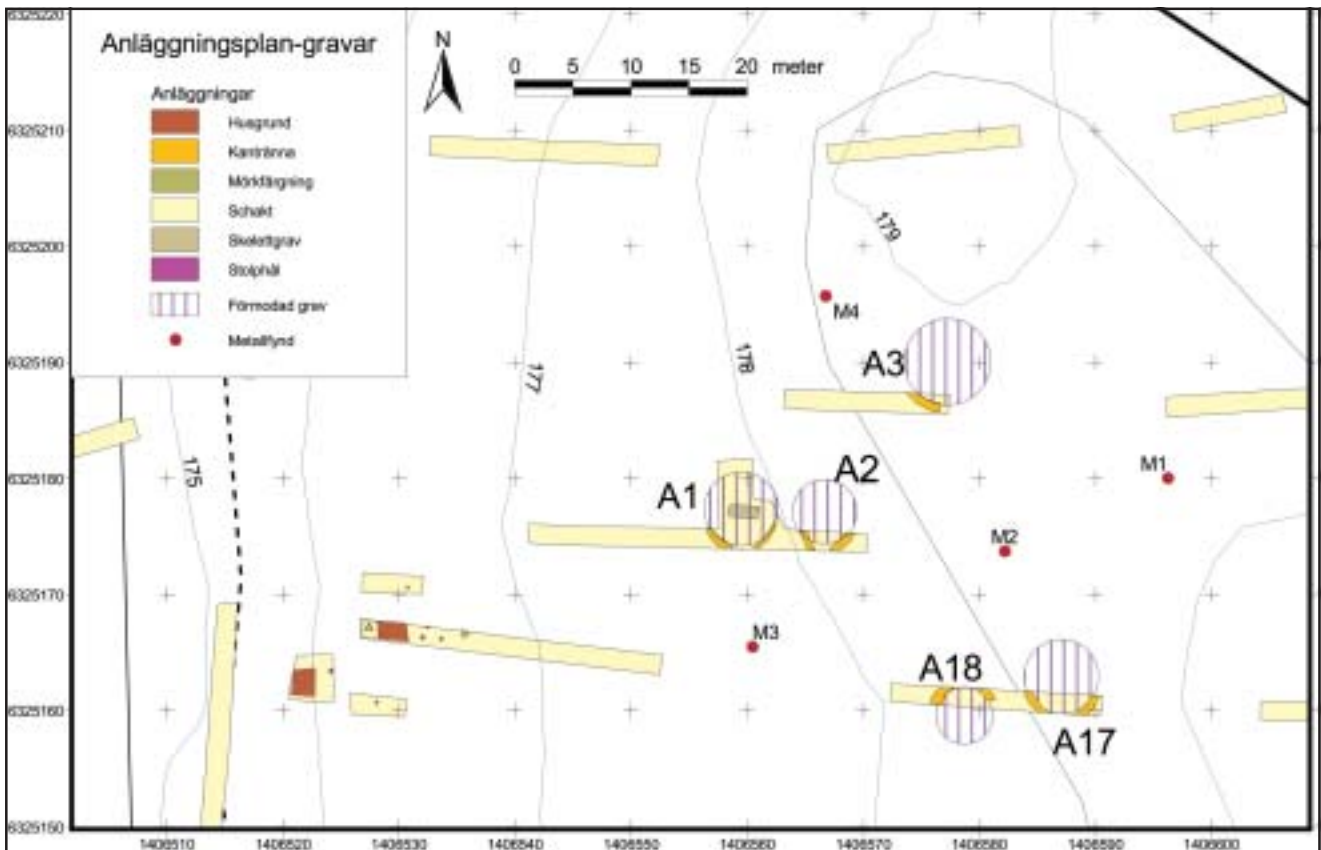 Anläggningsplan-gravar
Anläggningar
Husgrund
Kantränna
Mörkfärgning
Schakt
Skelettgrav
Stolphål
Förmodad grav
Metallfynd
N
0 5 10 15 20 meter
6325220
6325210
6325200
6325190
6325180
6325170
6325160
6325150
179
M4
178
A3
177
175
M1
A1
A2
M2
M3
A18
A17
1406510 1406520 1406530 1406540 1406550 1406560 1406570 1406580 1406590 1406600